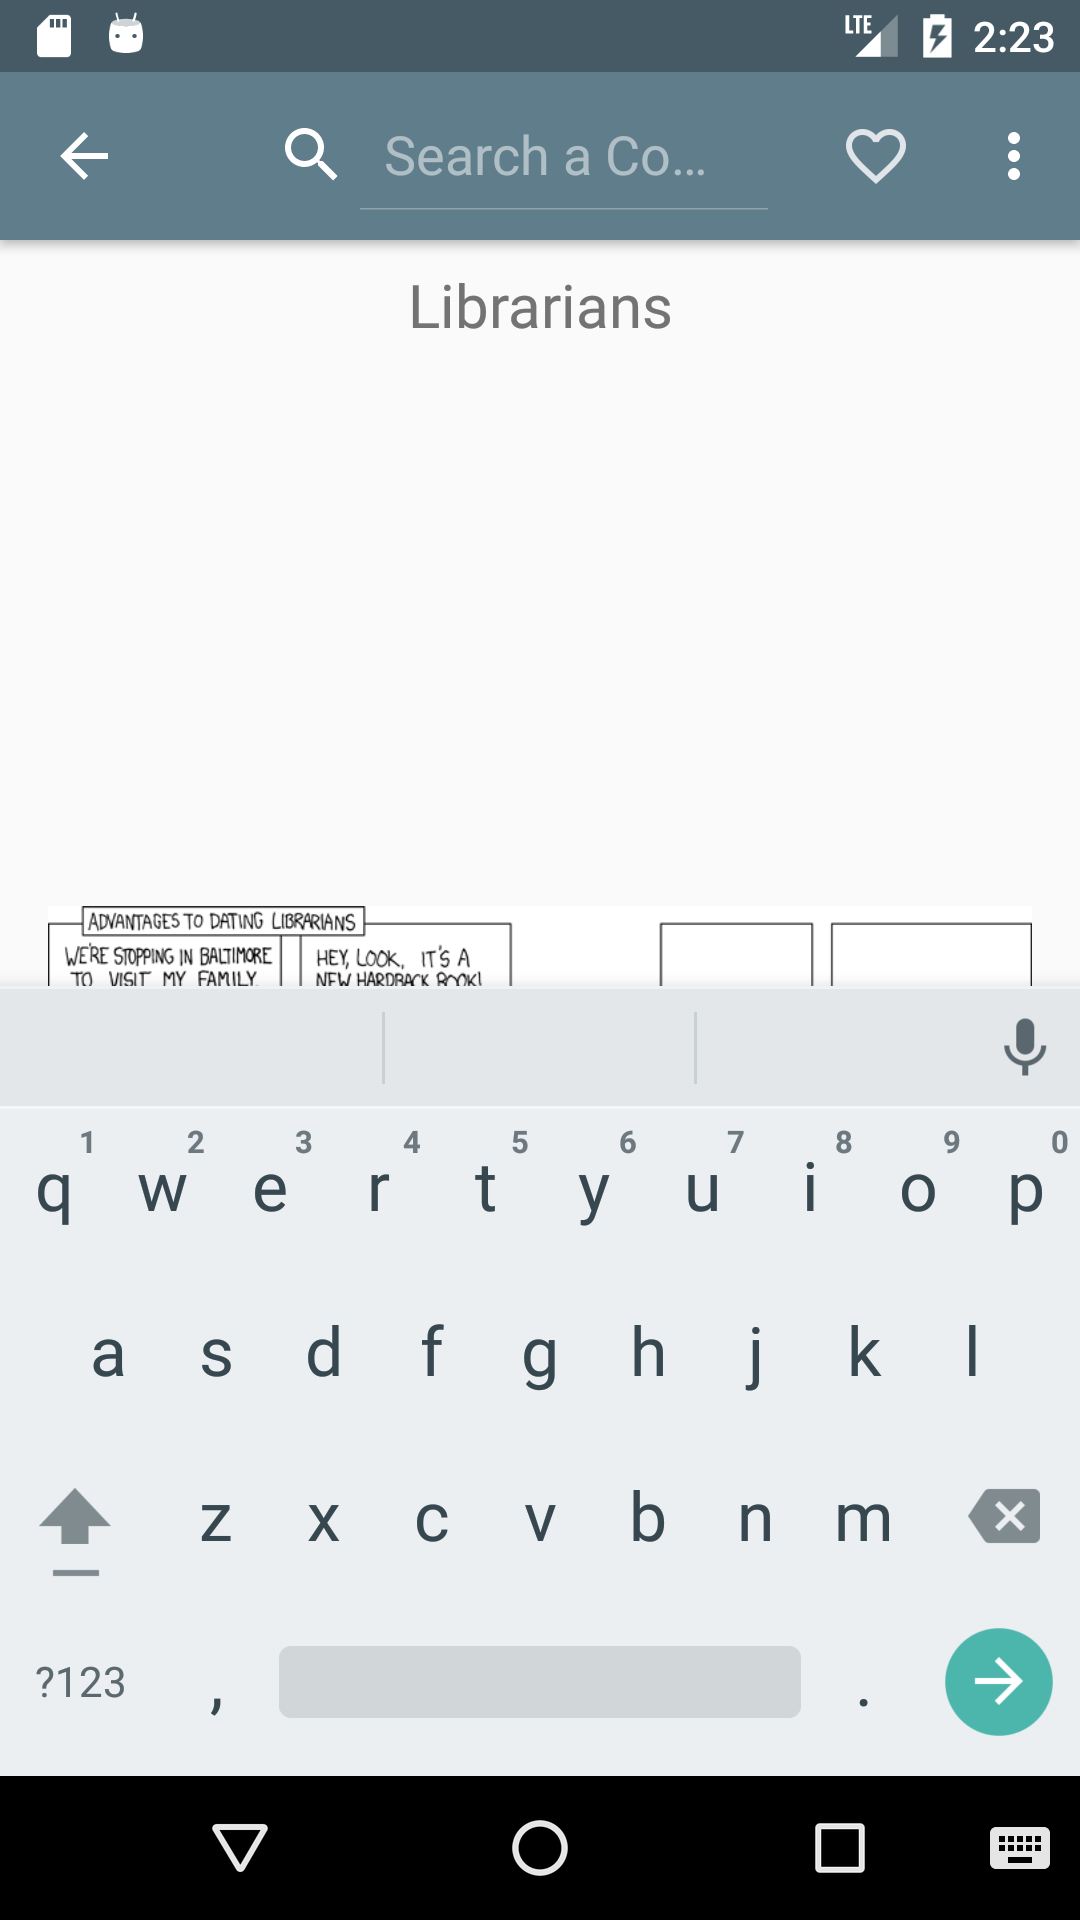 LTE 2:23
Search a Co...
Librarians
ADVANTAGES TO DATING LIBRARIANS
WE'RE STOPPING IN BALTIMORE
TO VISIT MY FAMILY.
HEY, LOOK, IT'S A
NEW HARDBACK BOOK!
1 2 3 4 5 6 7 8 9 0
q w e r t y u i o p
a s d f g h j k l
z x c v b n m
?123 , .